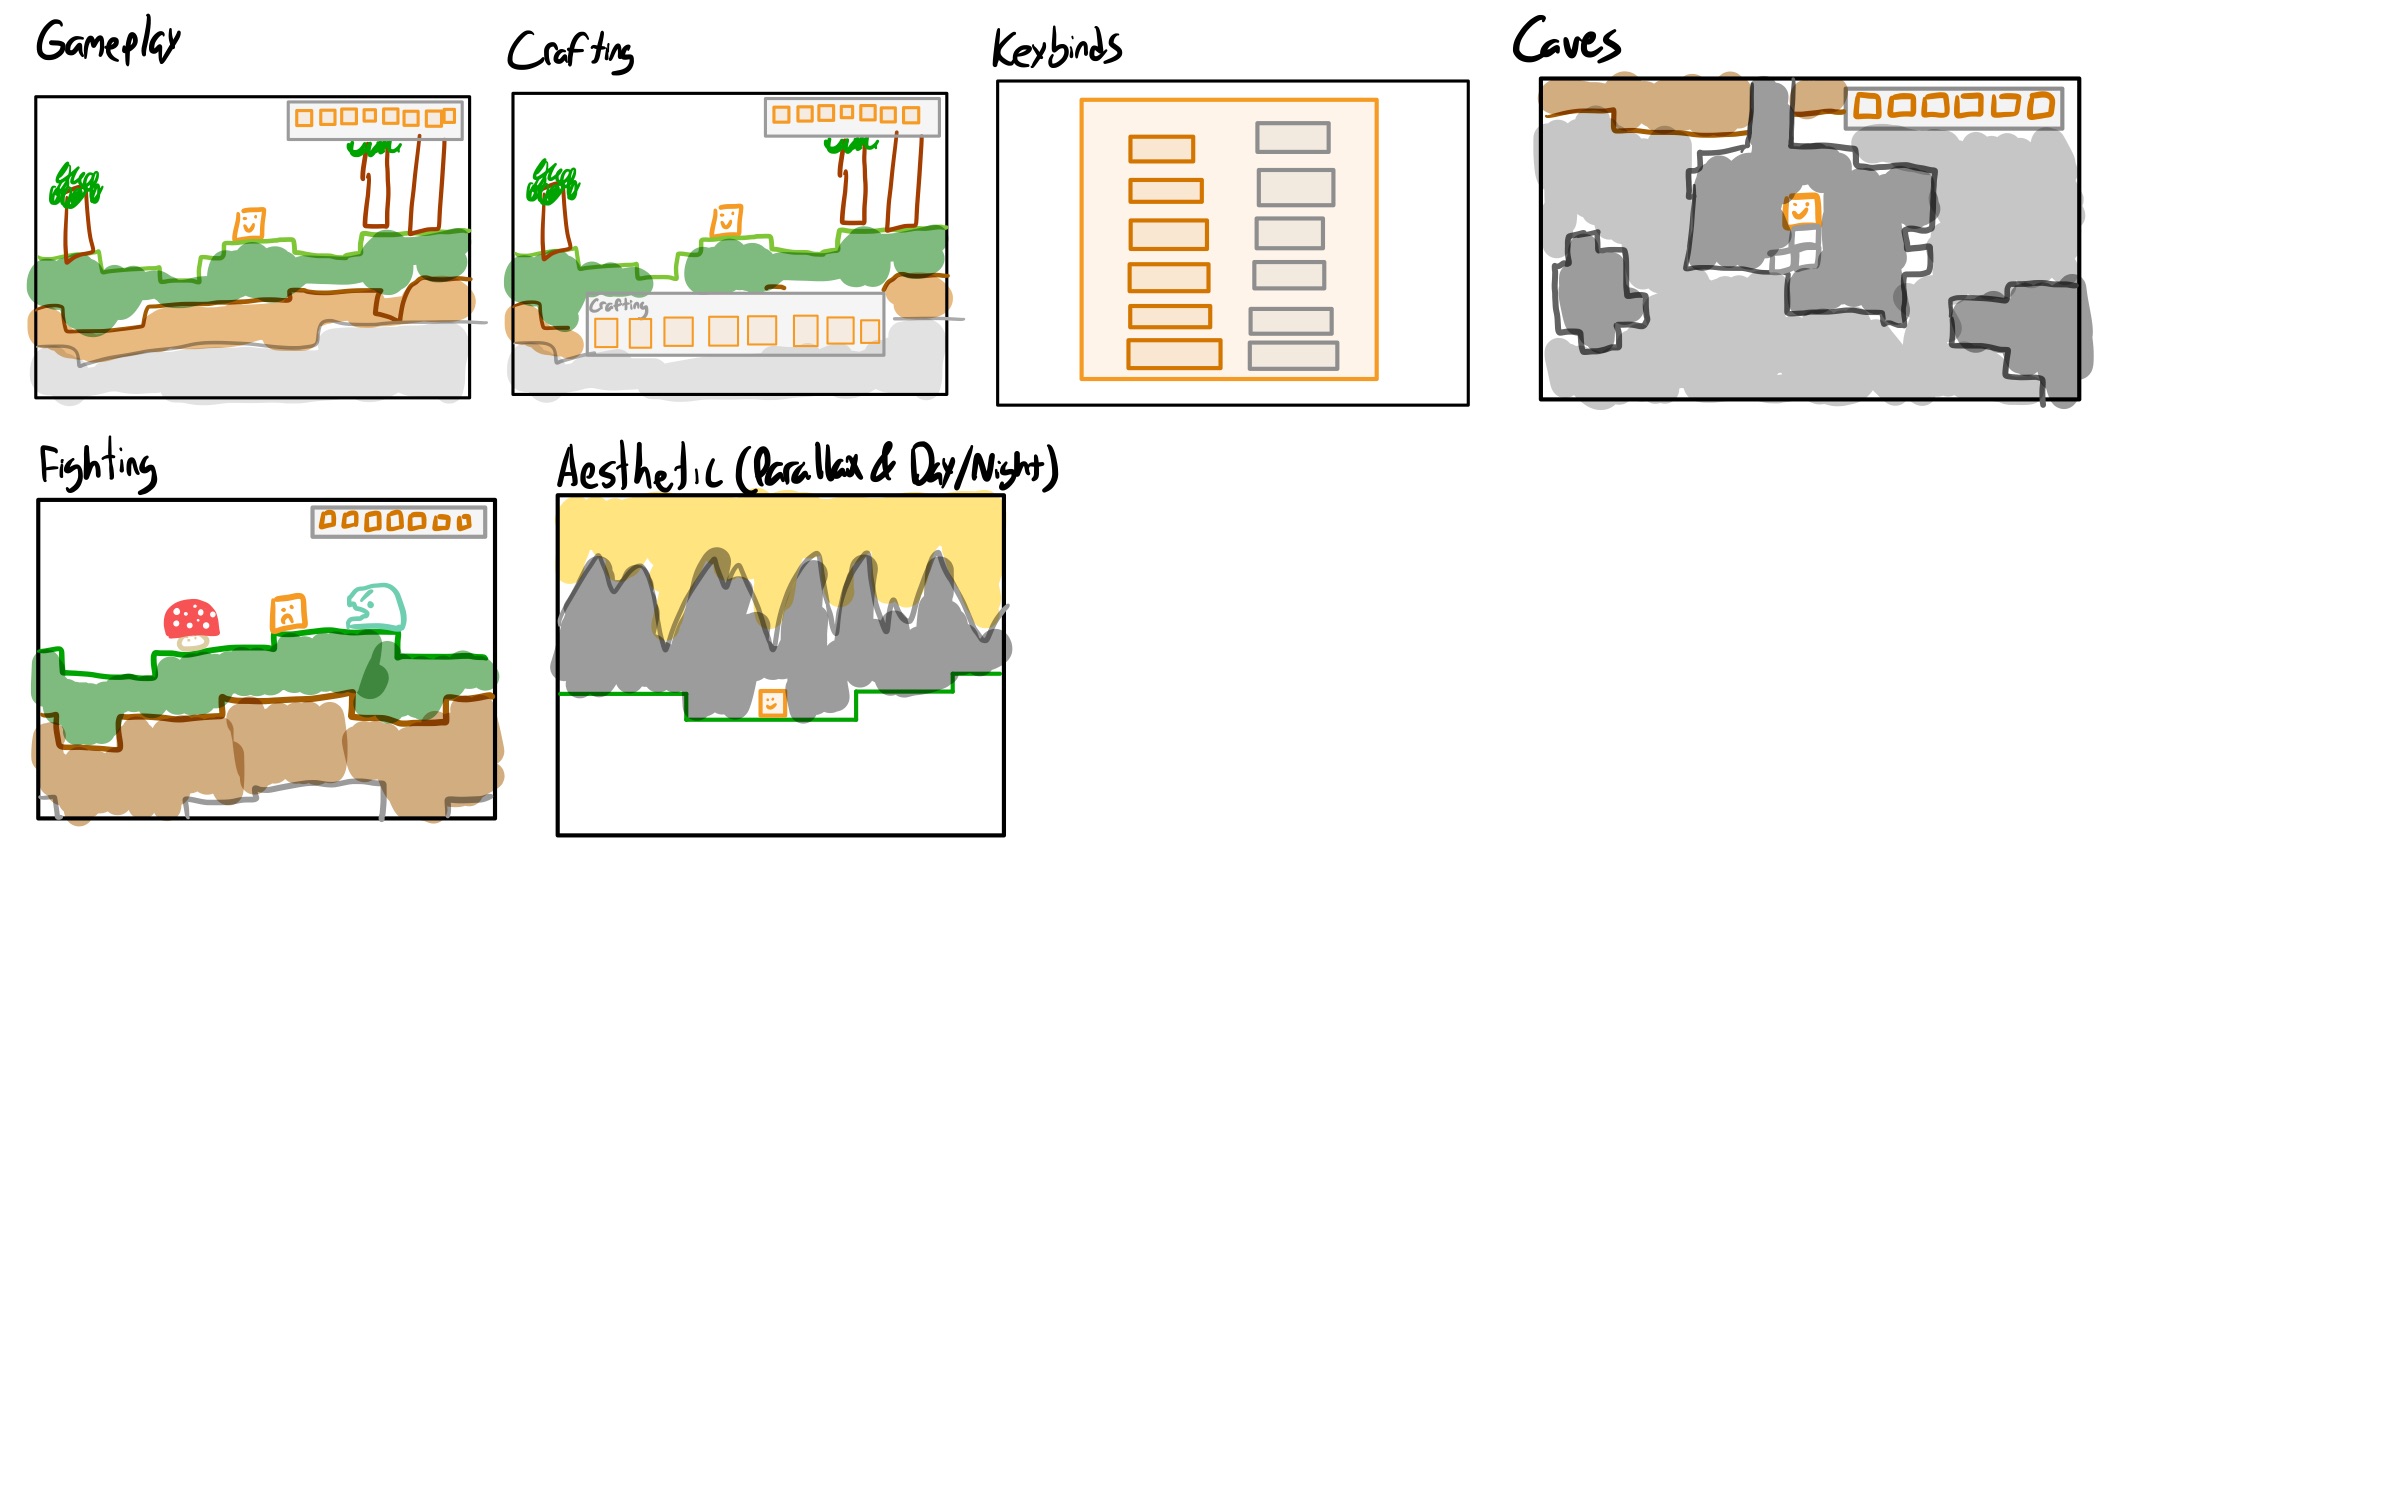 Gameplay
Crafting
Keybinds
Caves
Crafting
Fighting
Aesthetic (Parallax & Day/Night)